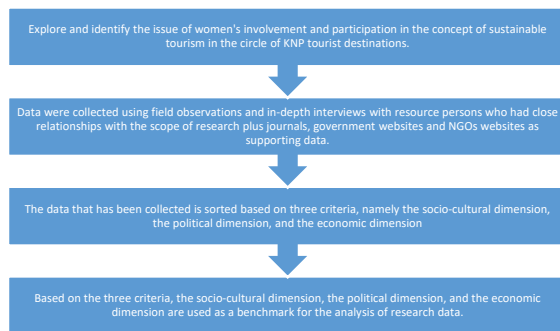 Explore and identify the issue of women's involvement and participation in the concept of sustainable
tourism in the circle of KNP tourist destinations.
Data were collected using field observations and in-depth interviews with resource persons who had close
relationships with the scope of research plus journals, government websites and NGOs websites as
supporting data.
The data that has been collected is sorted based on three criteria, namely the socio-cultural dimension,
the political dimension, and the economic dimension
Based on the three criteria, the socio-cultural dimension, the political dimension, and the economic
dimension are used as a benchmark for the analysis of research data.